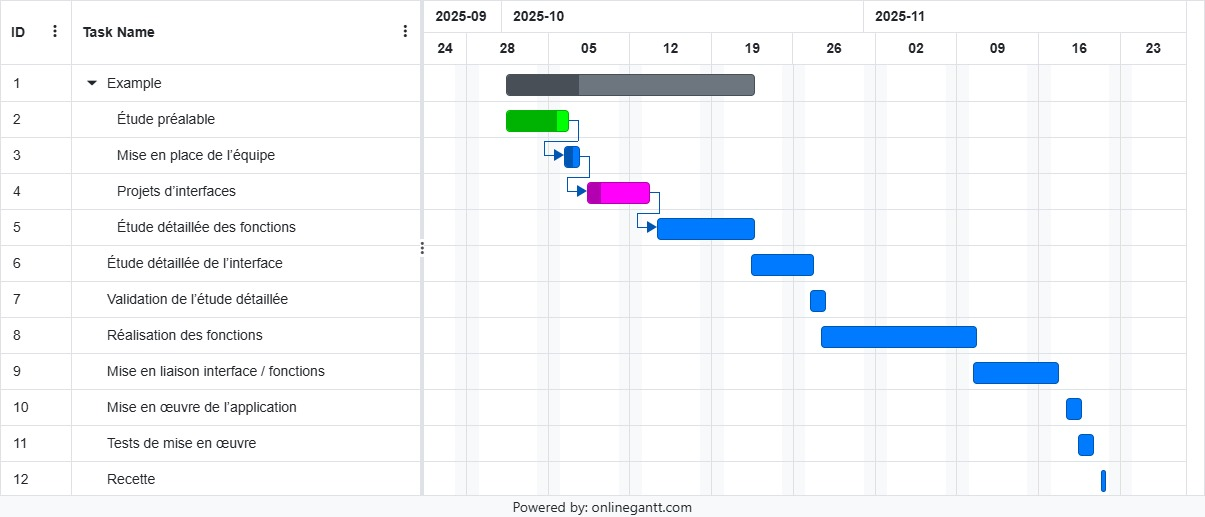 ID Task Name 2025-09 2025-10 2025-11
24 28 05 12 19 26 02 09 16 23
1 Example
2 Étude préalable
3 Mise en place de l’équipe
4 Projets d’interfaces
5 Étude détaillée des fonctions
6 Étude détaillée de l’interface
7 Validation de l’étude détaillée
8 Réalisation des fonctions
9 Mise en liaison interface / fonctions
10 Mise en œuvre de l’application
11 Tests de mise en œuvre
12 Recette
Powered by: onlinegantt.com